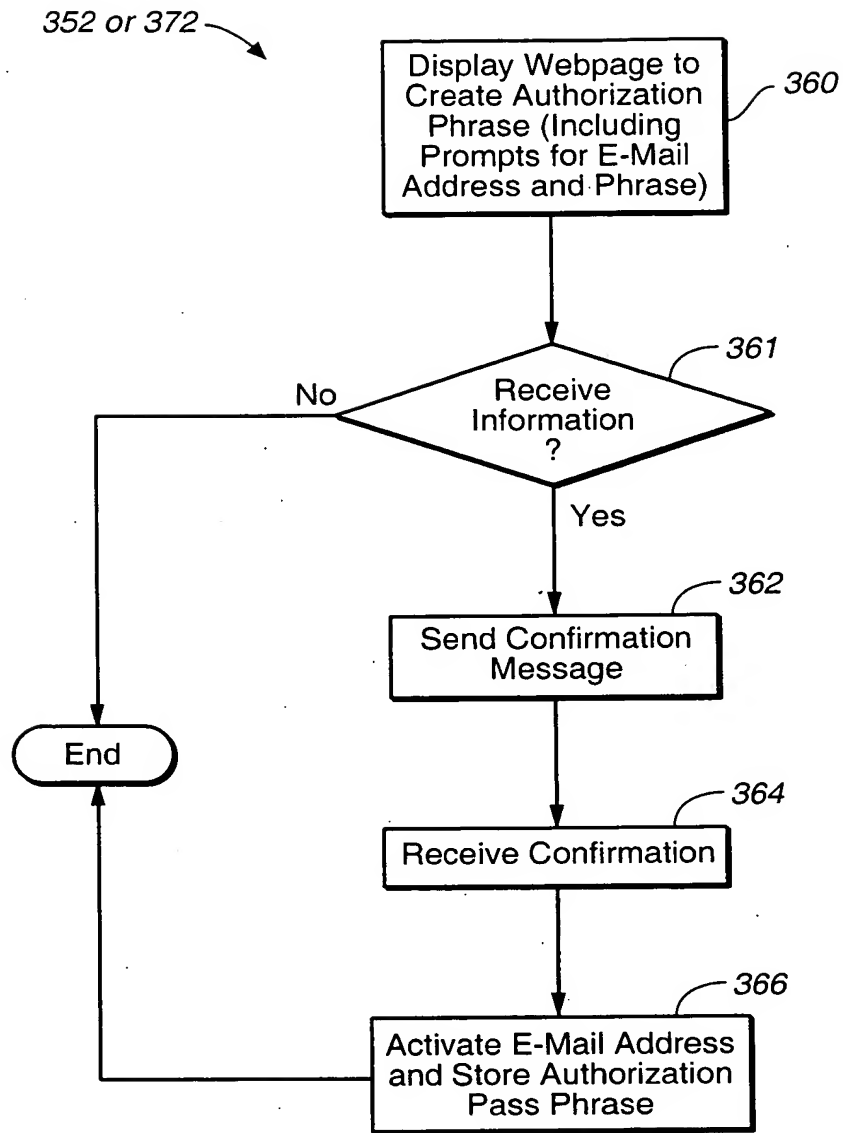 352 or 372
Display Webpage to
Create Authorization
Phrase (Including
Prompts for E-Mail
Address and Phrase)
360
361
No
Receive
Information
?
Yes
362
Send Confirmation
Message
End
364
Receive Confirmation
366
Activate E-Mail Address
and Store Authorization
Pass Phrase